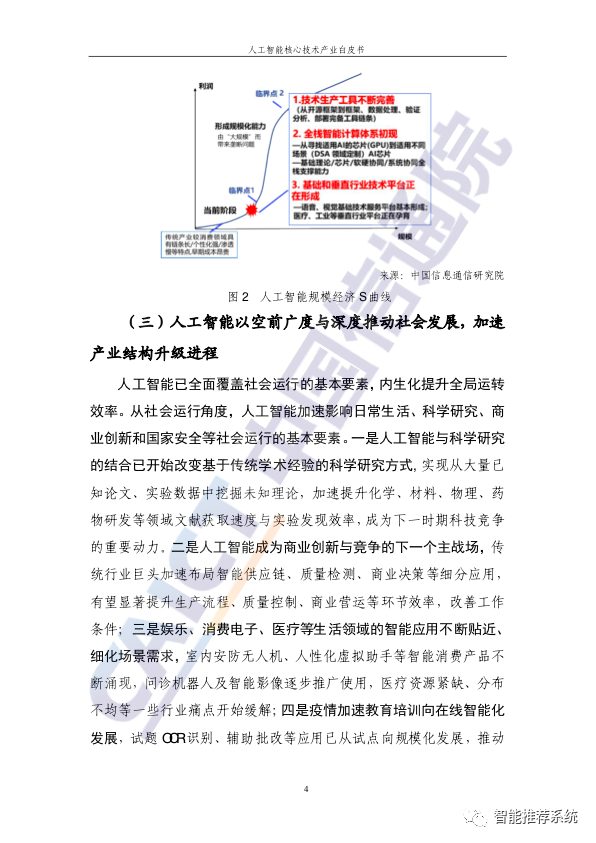 人工智能核心技术产业白皮书
利润
临界点 2
形成规模化能力
由“大规模”而
带来垄断问题
临界点1
当前阶段
传统产业较消费领域具
有链条长/个性化强/渗透
慢等特点,早期成本昂贵
1.技术生产工具不断完善
（从开源框架到框架、数据处理、验证
分析、部署完备工具链条）
2. 全栈智能计算体系初现
—从寻找适用AI的芯片(GPU)到适用不同
场景（DSA 领域定制）AI芯片
—基础理论/芯片/软硬协同/系统协同全
栈支撑能力
3. 基础和垂直行业技术平台正
在形成
—语音、视觉基础技术服务平台基本形成;
医疗、工业等垂直行业平台正在孕育
规模
来源：中国信息通信研究院
图 2 人工智能规模经济 S 曲线
（三）人工智能以空前广度与深度推动社会发展，加速
产业结构升级进程
人工智能已全面覆盖社会运行的基本要素，内生化提升全局运转
效率。从社会运行角度，人工智能加速影响日常生活、科学研究、商
业创新和国家安全等社会运行的基本要素。一是人工智能与科学研究
的结合已开始改变基于传统学术经验的科学研究方式，实现从大量已
知论文、实验数据中挖掘未知理论，加速提升化学、材料、物理、药
物研发等领域文献获取速度与实验发现效率，成为下一时期科技竞争
的重要动力。二是人工智能成为商业创新与竞争的下一个主战场，传
统行业巨头加速布局智能供应链、质量检测、商业决策等细分应用，
有望显著提升生产流程、质量控制、商业营运等环节效率，改善工作
条件；三是娱乐、消费电子、医疗等生活领域的智能应用不断贴近、
细化场景需求，室内安防无人机、人性化虚拟助手等智能消费产品不
断涌现，问诊机器人及智能影像逐步推广使用，医疗资源紧缺、分布
不均等一些行业痛点开始缓解；四是疫情加速教育培训向在线智能化
发展，试题 OCR 识别、辅助批改等应用已从试点向规模化发展，推动
4
CAICT 中国信通院
智能推荐系统